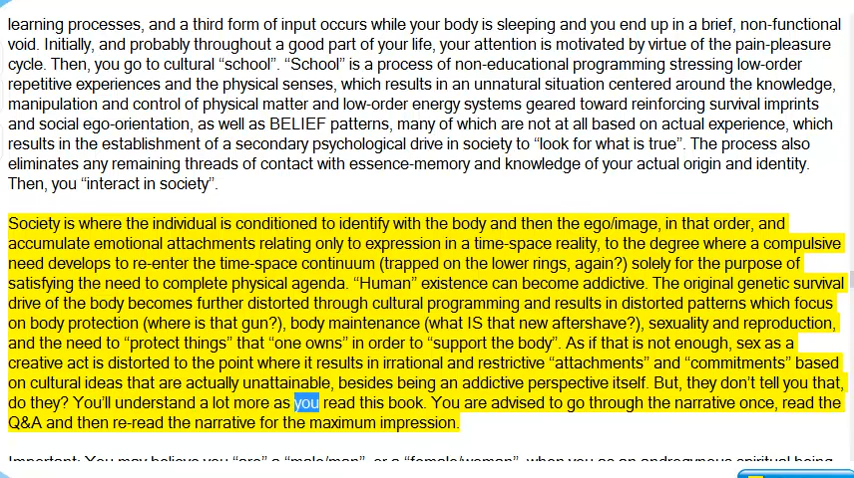 learning processes, and a third form of input occurs while your body is sleeping and you end up in a brief, non-functional
void. Initially, and probably throughout a good part of your life, your attention is motivated by virtue of the pain-pleasure
cycle. Then, you go to cultural “school”. “School” is a process of non-educational programming stressing low-order
repetitive experiences and the physical senses, which results in an unnatural situation centered around the knowledge,
manipulation and control of physical matter and low-order energy systems geared toward reinforcing survival imprints
and social ego-orientation, as well as BELIEF patterns, many of which are not at all based on actual experience, which
results in the establishment of a secondary psychological drive in society to “look for what is true”. The process also
eliminates any remaining threads of contact with essence-memory and knowledge of your actual origin and identity.
Then, you “interact in society”.
Society is where the individual is conditioned to identify with the body and then the ego/image, in that order, and
accumulate emotional attachments relating only to expression in a time-space reality, to the degree where a compulsive
need develops to re-enter the time-space continuum (trapped on the lower rings, again?) solely for the purpose of
satisfying the need to complete physical agenda. “Human” existence can become addictive. The original genetic survival
drive of the body becomes further distorted through cultural programming and results in distorted patterns which focus
on body protection (where is that gun?), body maintenance (what IS that new aftershave?), sexuality and reproduction,
and the need to “protect things” that “one owns” in order to “support the body”. As if that is not enough, sex as a
creative act is distorted to the point where it results in irrational and restrictive “attachments” and “commitments” based
on cultural ideas that are actually unattainable, besides being an addictive perspective itself. But, they don’t tell you that,
do they? You’ll understand a lot more as you read this book. You are advised to go through the narrative once, read the
Q&A and then re-read the narrative for the maximum impression.
Important: You may believe you “are” a “male/man”, or a “female/woman”, when you as an androgynous spiritual being